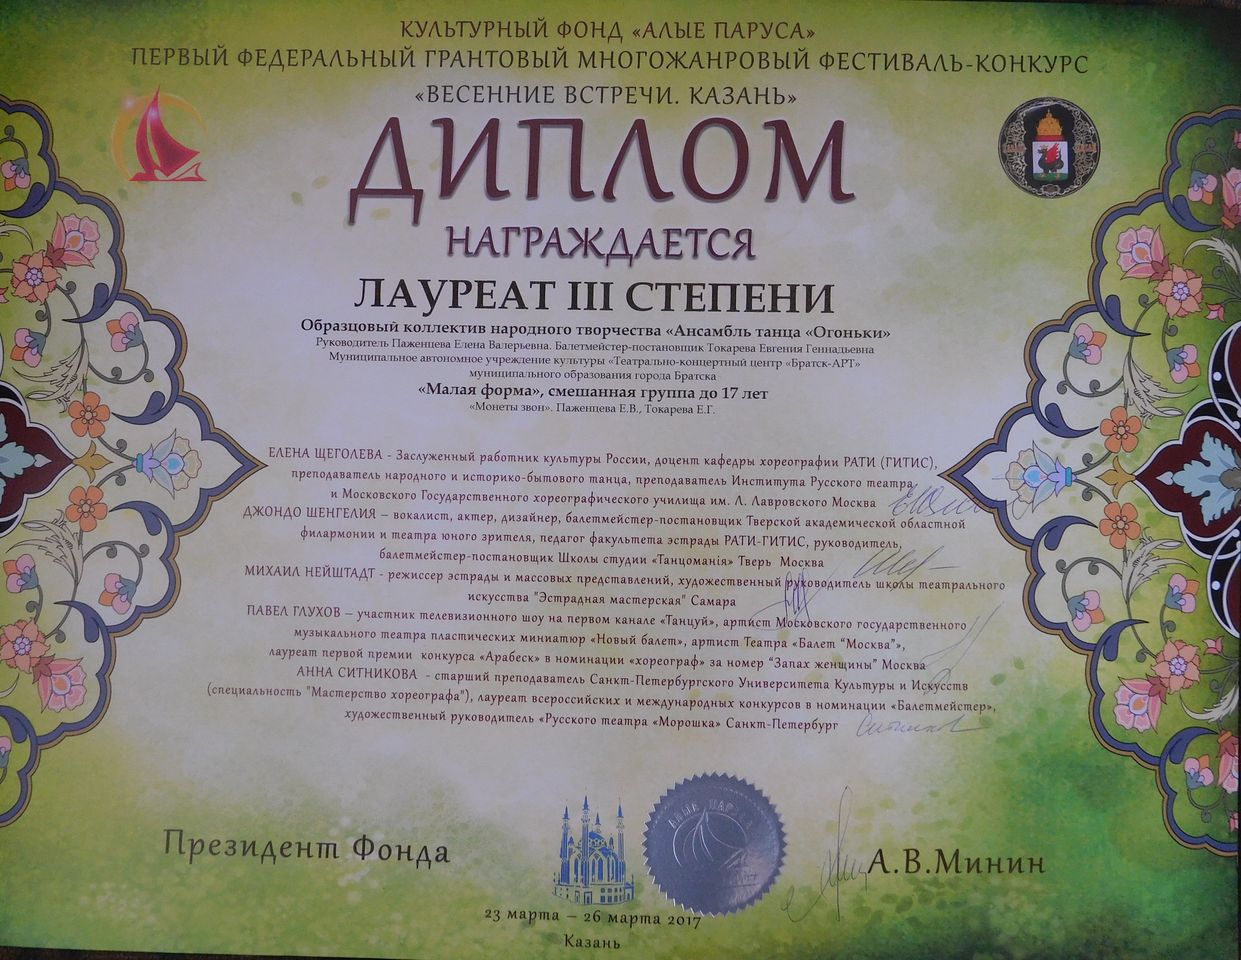 КУЛЬТУРНЫЙ ФОНД «АЛЫЕ ПАРУСА»
ПЕРВЫЙ ФЕДЕРАЛЬНЫЙ ГРАНТОВЫЙ МНОГОЖАНРОВЫЙ ФЕСТИВАЛЬ-КОНКУРС
«ВЕСЕННИЕ ВСТРЕЧИ. КАЗАНЬ»
ДИПЛОМ
НАГРАЖДАЕТСЯ
ЛАУРЕАТ III СТЕПЕНИ
Образцовый коллектив народного творчества «Ансамбль танца «Огоньки»
Руководитель Паженцева Елена Валерьевна. Балетмейстер-постановщик Токарева Евгения Геннадьевна
Муниципальное автономное учреждение культуры «Театрально-концертный центр «Братск-АРТ»
муниципального образования города Братска
«Малая форма», смешанная группа до 17 лет
«Монеты звон». Паженцева Е.В., Токарева Е.Г.
ЕЛЕНА ЩЕГОЛЕВА - Заслуженный работник культуры России, доцент кафедры хореографии РАТИ (ГИТИС),
преподаватель народного и историко-бытового танца, преподаватель Института Русского театра
и Московского Государственного хореографического училища им. Л. Лавровского Москва
ДЖОНДО ШЕНГЕЛИЯ – вокалист, актер, дизайнер, балетмейстер-постановщик Тверской академической областной
филармонии и театра юного зрителя, педагог факультета эстрады РАТИ-ГИТИС, руководитель,
балетмейстер-постановщик Школы студии «Танцоманiя» Тверь Москва
МИХАИЛ НЕЙШТАДТ - режиссер эстрады и массовых представлений, художественный руководитель школы театрального
искусства "Эстрадная мастерская" Самара
ПАВЕЛ ГЛУХОВ – участник телевизионного шоу на первом канале «Танцуй», артист Московского государственного
музыкального театра пластических миниатюр «Новый балет», артист Театра «Балет “Москва”»,
лауреат первой премии конкурса «Арабеск» в номинации «хореограф» за номер “Запах женщины” Москва
АННА СИТНИКОВА - старший преподаватель Санкт-Петербургского Университета Культуры и Искусств
(специальность "Мастерство хореографа"), лауреат всероссийских и международных конкурсов в номинации «Балетмейстер»,
художественный руководитель «Русского театра «Морошка» Санкт-Петербург
АЛЫЕ ПАРУСА
Президент Фонда
А.В.Минин
23 марта – 26 марта 2017
Казань